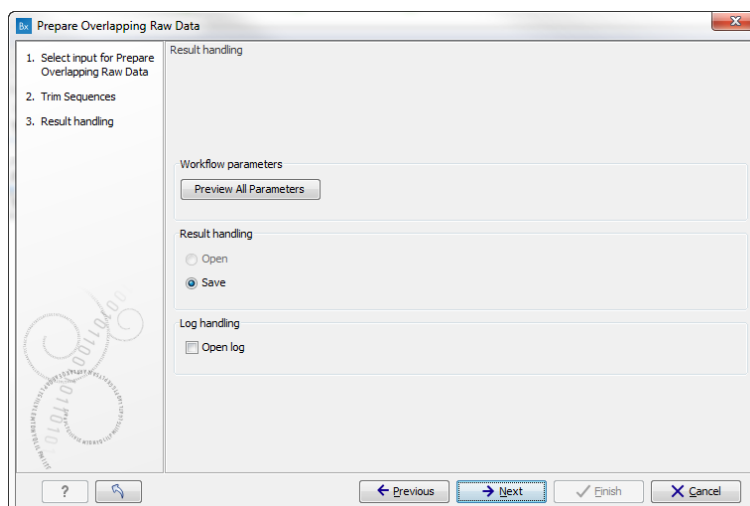 Bx Prepare Overlapping Raw Data
1. Select input for Prepare
Overlapping Raw Data
2. Trim Sequences
3. Result handling
Result handling
Workflow parameters
Preview All Parameters
Result handling
Open
Save
Log handling
Open log
?
Previous
Next
Finish
Cancel